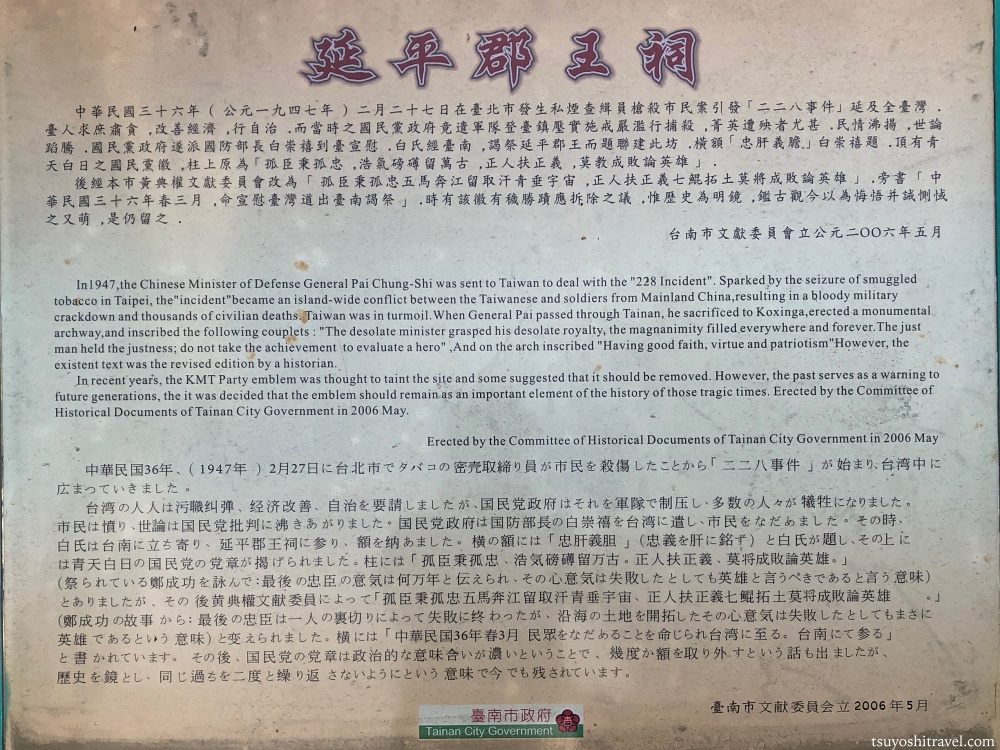 延平郡王祠
中華民國三十六年(公元一九四七年)二月二十七日在臺北市發生私煙查緝員槍殺市民案引發「二二八事件」延及全臺灣.
臺人求庶肅貪,改善經濟,行自治.而當時之國民黨政府竟遣軍隊登臺鎮壓實施戒嚴濫行捕殺,菁英遭殃者尤甚.民情沸揚,世論
蹈騰.國民黨政府遂派國防部長白崇禧到臺宣慰.白氏經臺南,謁祭延平郡王而題聯建此坊.橫額「忠肝義膽」白崇禧題.頂有青
天白日之國民黨徽,柱上原為「孤臣秉孤忠,浩氣磅礡留萬古.正人扶正義,莫教成敗論英雄」.
後經本市黃典權文獻委員會改為「孤臣秉孤忠五馬奔江留取汗青垂宇宙,正人扶正義七鯤拓土莫將成敗論英雄」.旁書「中
華民國三十六年春三月,命宣慰臺灣道出臺南謁祭」.時有該徽有穢勝蹟應拆除之議,惟歷史為明鏡,鑑古觀今以為悔悟并誡惻惐
之又萌,是仍留之.
台南市文獻委員會立公元二〇〇六年五月
In1947,the Chinese Minister of Defense General Pai Chung-Shi was sent to Taiwan to deal with the "228 Incident". Sparked by the seizure of smuggled
tobacco in Taipei, the"incident"became an island-wide conflict between the Taiwanese and soldiers from Mainland China,resulting in a bloody military
crackdown and thousands of civilian deaths. Taiwan was in turmoil.When General Pai passed through Tainan, he sacrificed to Koxinga,erected a monumental
archway,and inscribed the following couplets : "The desolate minister grasped his desolate royalty, the magnanimity filled everywhere and forever.The just
man held the justness; do not take the achievement to evaluate a hero" ,And on the arch inscribed "Having good faith, virtue and patriotism"However, the
existent text was the revised edition by a historian.
In recent years, the KMT Party emblem was thought to taint the site and some suggested that it should be removed. However, the past serves as a warning to
future generations, the it was decided that the emblem should remain as an important element of the history of those tragic times. Erected by the Committee of
Historical Documents of Tainan City Government in 2006 May.
Erected by the Committee of Historical Documents of Tainan City Government in 2006 May
中華民国36年、(1947年)2月27日に台北市でタバコの密売取締り員が市民を殺傷したことから「二二八事件」が始まり、台湾中に
広まっていきました。
台湾の人人は汚職糾弾、经济改善、自治を要請しましたが、国民党政府はそれを軍隊で制圧し、多数の人々が犠牲になりました。
市民は憤り、世論は国民党批判に沸きあがりました。国民党政府は国防部長の白崇禧を台湾に遣し、市民をなだめました。その時、
白氏は台南に立ち寄り、延平郡王祠に参り、額を納めました。横の額には「忠肝義胆」(忠義を肝に銘ず)と白氏が題し、その上に
は青天白日の国民党の党章が揭げられました。柱には「孤臣秉孤忠、浩気磅礴留万古。正人扶正義、莫将成敗論英雄。」
(祭られている鄭成功を詠んで:最後の忠臣の意気は何万年と伝えられ、その心意気は失敗したとしても英雄と言うべきであると言う意味)
とありましたが、その後黄典權文献委員によって「孤臣秉孤忠五馬奔江留取汗青垂宇宙、正人扶正義七鯤拓土莫将成敗論英雄 。」
(鄭成功の故事から:最後の忠臣は一人の裏切りによって失敗に終わったが、沿海の土地を開拓したその心意気は失敗したとしてもまさに
英雄であるという意味)と変えられました。横には「中華民国36年春3月 民眾をなだめることを命じられ台湾に至る。台南にて参る」
と書かれています。その後、国民党の党章は政治的な意味合いが濃いということで、幾度か額を取り外すという話も出ましたが、
歴史を鏡とし、同じ過ちを二度と繰り返さないようにという意味で今でも残されています。
臺南市文献委員会立 2006年5月
臺南市政府
Tainan City Government
tsuyoshitravel.com